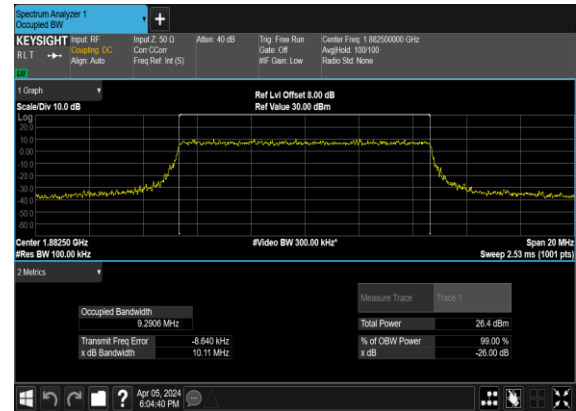 Spectrum Analyzer 1
Occupied BW
+
KEYSIGHT Input: RF Input Z: 50 Ω Atten: 40 dB Trig: Free Run Center Freq: 1.882500000 GHz
RLT Coupling: DC Corr CCorr Gate: Off Avg|Hold: 100/100
Align: Auto Freq Ref: Int (S) #IF Gain: Low Radio Std: None
1 Graph
Ref Lvl Offset 8.00 dB
Scale/Div 10.0 dB Ref Value 30.00 dBm
Log
20.0
10.0
0.00
-10.0
-20.0
-30.0
-40.0
-50.0
-60.0
Center 1.88250 GHz #Video BW 300.00 kHz* Span 20 MHz
#Res BW 100.00 kHz Sweep 2.53 ms (1001 pts)
2 Metrics
Measure Trace Trace 1
Occupied Bandwidth
9.2906 MHz Total Power 26.4 dBm
Transmit Freq Error -8.640 kHz % of OBW Power 99.00 %
x dB Bandwidth 10.11 MHz x dB -26.00 dB
? Apr 05, 2024
6:04:40 PM